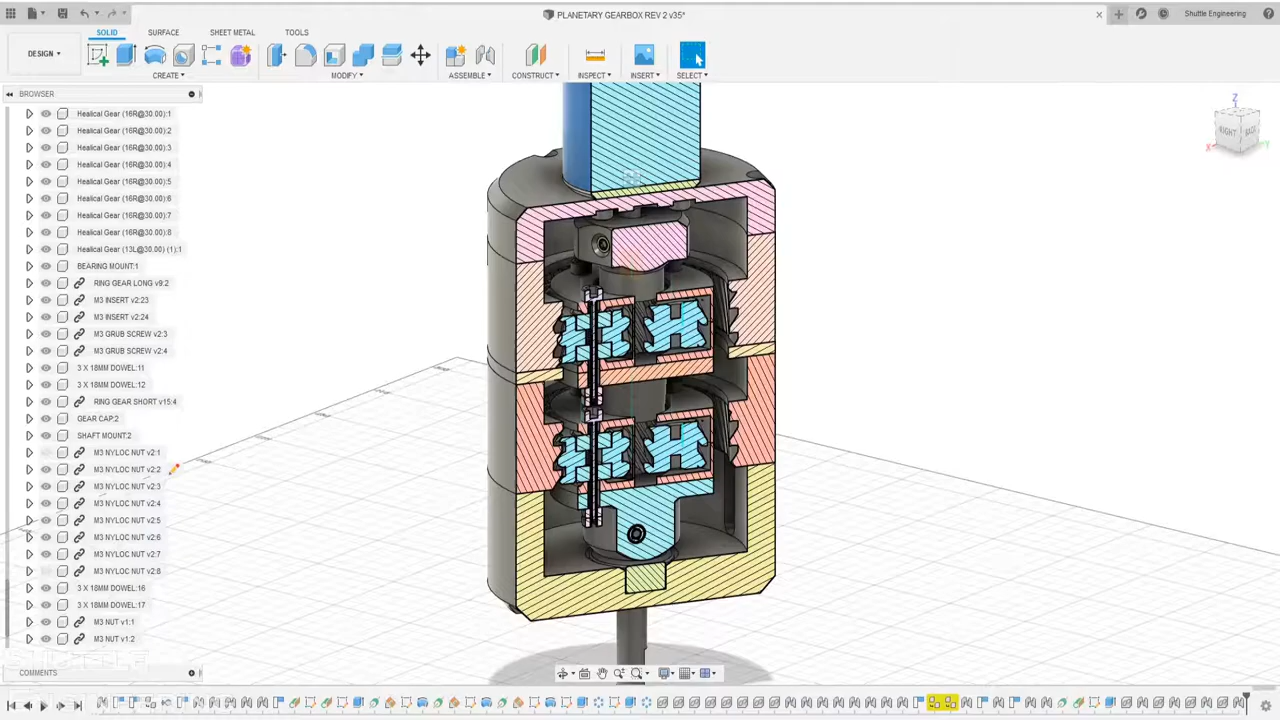 PLANETARY GEARBOX REV 2 v35*
Shuttle Engineering
SOLID
SURFACE
SHEET METAL
TOOLS
DESIGN
CREATE
MODIFY
ASSEMBLE
CONSTRUCT
INSPECT
INSERT
SELECT
BROWSER
Healical Gear (16R@30.00):1
Healical Gear (16R@30.00):2
Healical Gear (16R@30.00):3
Healical Gear (16R@30.00):4
Healical Gear (16R@30.00):5
Healical Gear (16R@30.00):6
Healical Gear (16R@30.00):7
Healical Gear (16R@30.00):8
Healical Gear (13L@30.00) (1):1
BEARING MOUNT:1
RING GEAR LONG v9:2
M3 INSERT v2:23
M3 INSERT v2:24
M3 GRUB SCREW v2:3
M3 GRUB SCREW v2:4
3 X 18MM DOWEL:11
3 X 18MM DOWEL:12
RING GEAR SHORT v15:4
GEAR CAP:2
SHAFT MOUNT:2
M3 NYLOC NUT v2:1
M3 NYLOC NUT v2:2
M3 NYLOC NUT v2:3
M3 NYLOC NUT v2:4
M3 NYLOC NUT v2:5
M3 NYLOC NUT v2:6
M3 NYLOC NUT v2:7
M3 NYLOC NUT v2:8
3 X 18MM DOWEL:16
3 X 18MM DOWEL:17
M3 NUT v1:1
M3 NUT v1:2
COMMENTS
Z
RIGHT
BACK
X
Y